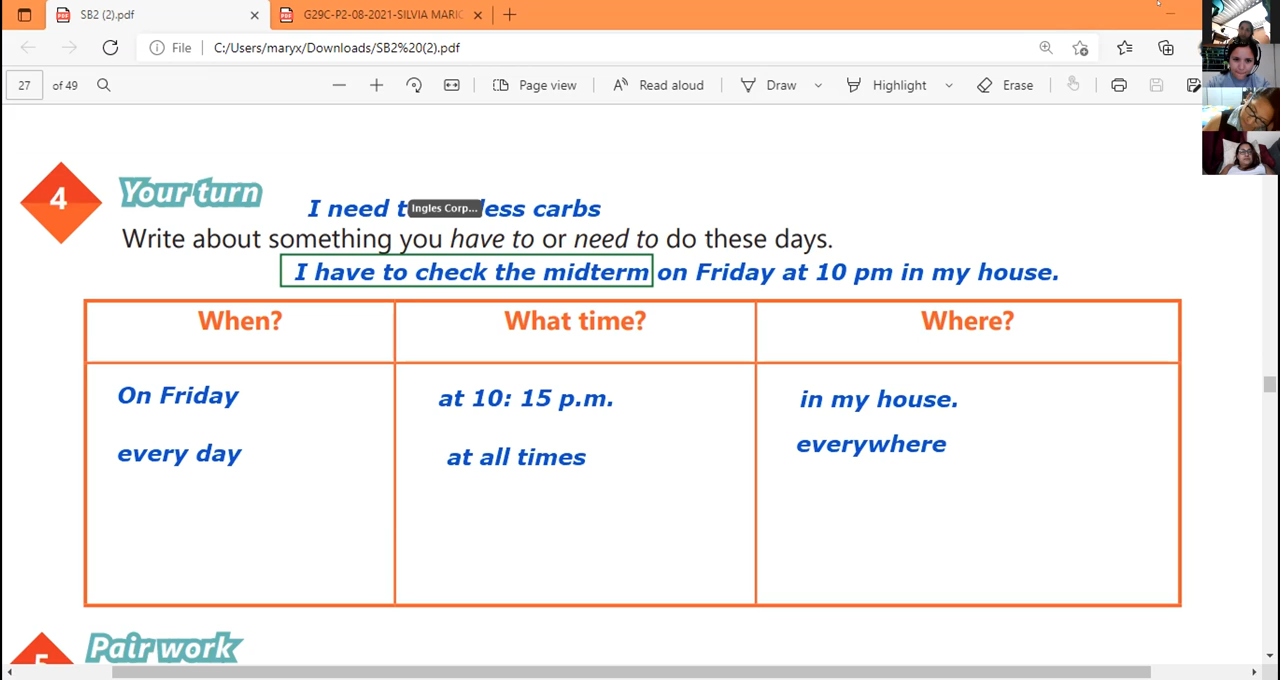 SB2 (2).pdf
G29C-P2-08-2021-SILVIA MARIC
File
C:/Users/maryx/Downloads/SB2%20(2).pdf
27 of 49
Page view
Read aloud
Draw
Highlight
Erase
4 Your turn
I need t less carbs
Ingles Corp...
Write about something you have to or need to do these days.
I have to check the midterm on Friday at 10 pm in my house.
When? What time? Where?
On Friday at 10: 15 p.m. in my house.
every day at all times everywhere
5 Pair work